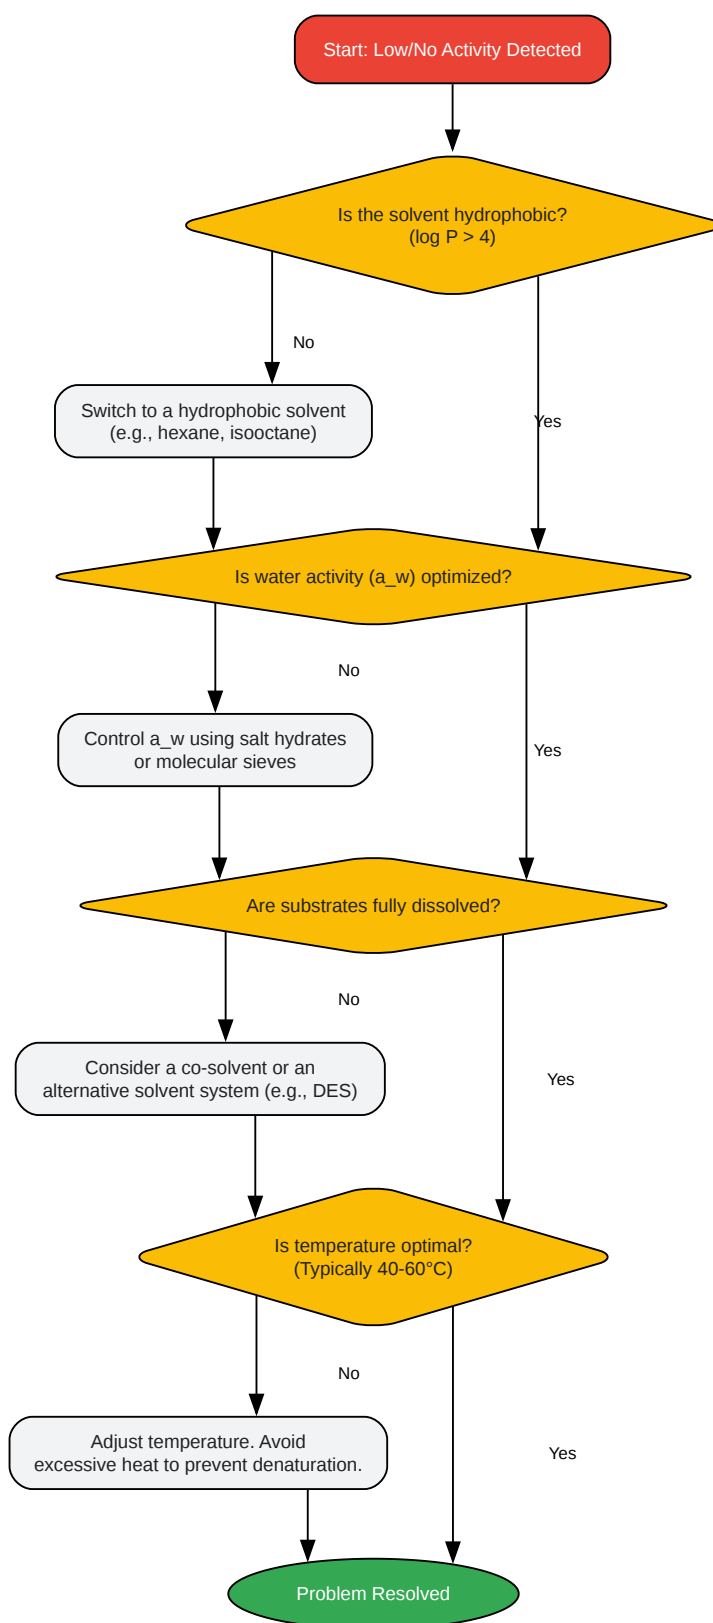 Start: Low/No Activity Detected
Is the solvent hydrophobic?
(log P > 4)
No
Switch to a hydrophobic solvent
(e.g., hexane, isooctane)
Yes
Is water activity (a_w) optimized?
No
Control a_w using salt hydrates
or molecular sieves
Yes
Are substrates fully dissolved?
No
Consider a co-solvent or an
alternative solvent system (e.g., DES)
Yes
Is temperature optimal?
(Typically 40-60°C)
No
Adjust temperature. Avoid
excessive heat to prevent denaturation.
Yes
Problem Resolved